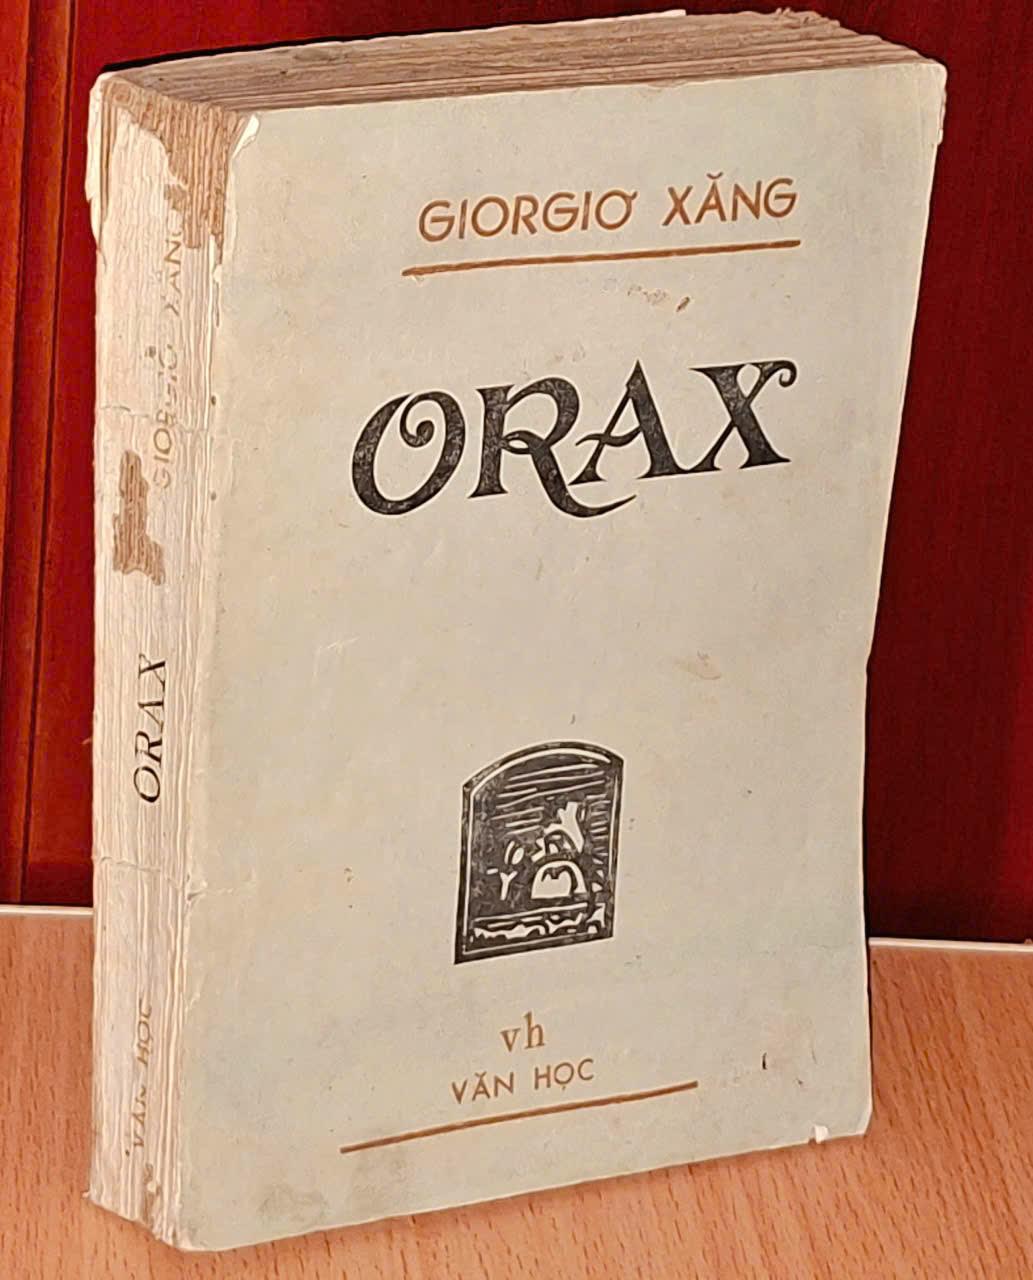 GIORGIƠ XĂNG
ORAX
vh
VĂN HỌC
GIORGIƠ XĂNG
ORAX
VĂN HỌC